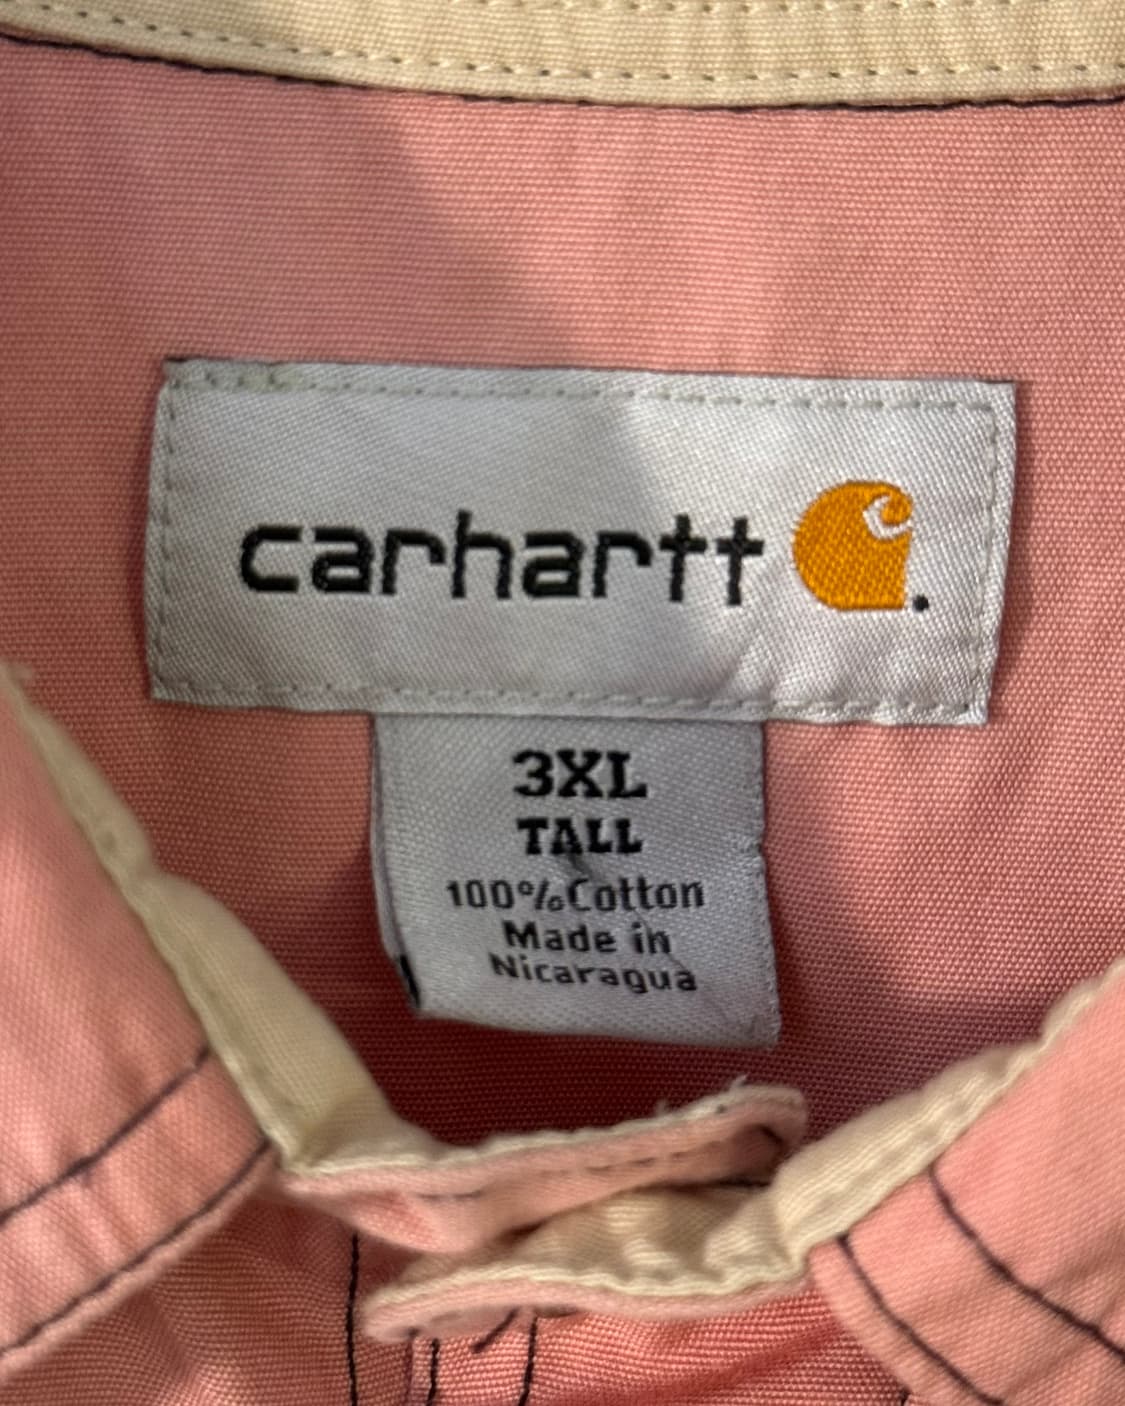 carhartt
3XL
TALL
100% Cotton
Made in
Nicaragua